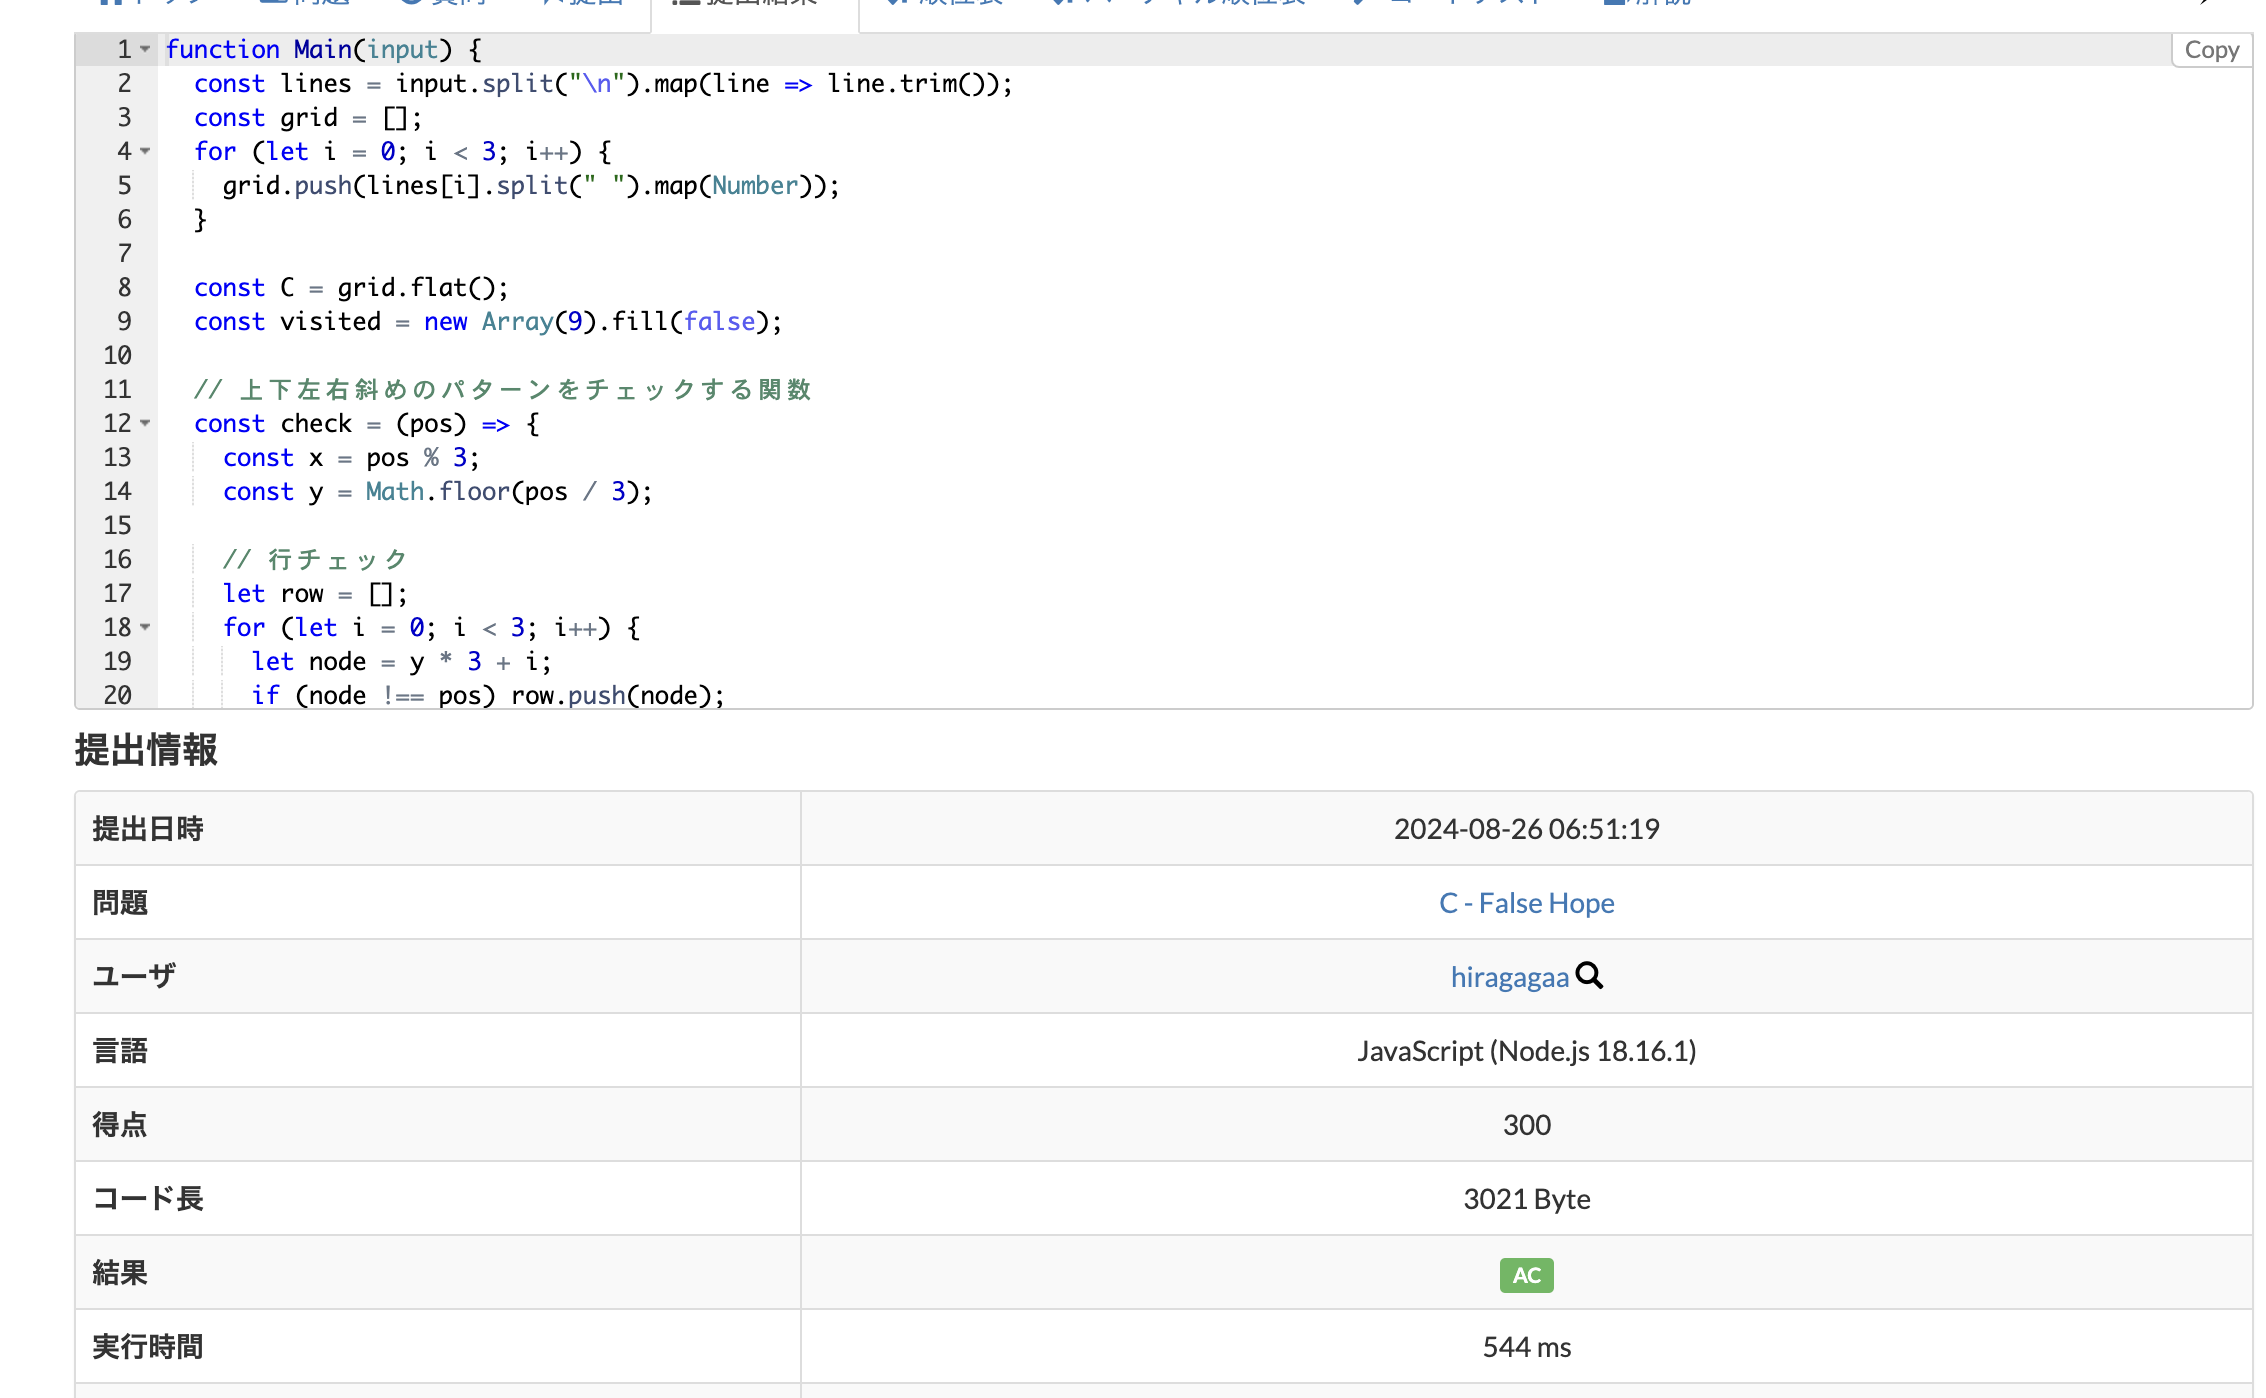 function Main(input) {
Copy
const lines = input.split("\n").map(line => line.trim());
const grid = [];
for (let i = 0; i < 3; i++) {
grid.push(lines[i].split(" ").map(Number));
}
const C = grid.flat();
const visited = new Array(9).fill(false);
// 上下左右斜めのパターンをチェックする関数
const check = (pos) => {
const x = pos % 3;
const y = Math.floor(pos / 3);
// 行チェック
let row = [];
for (let i = 0; i < 3; i++) {
let node = y * 3 + i;
if (node !== pos) row.push(node);
1
2
3
4
5
6
7
8
9
10
11
12
13
14
15
16
17
18
19
20
提出情報
提出日時 2024-08-26 06:51:19
問題 C - False Hope
ユーザ hiragagaa
言語 JavaScript (Node.js 18.16.1)
得点 300
コード長 3021 Byte
結果 AC
実行時間 544 ms